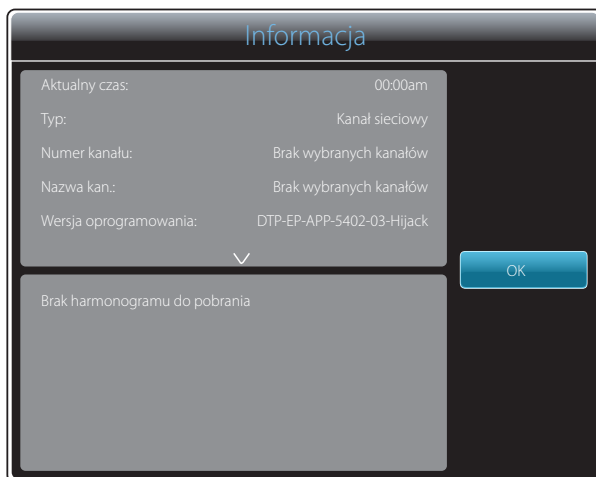 Informacja
Aktualny czas: 00:00am
Typ: Kanał sieciowy
Numer kanału: Brak wybranych kanałów
Nazwa kan.: Brak wybranych kanałów
Wersja oprogramowania: DTP-EP-APP-5402-03-Hijack
OK
Brak harmonogramu do pobrania